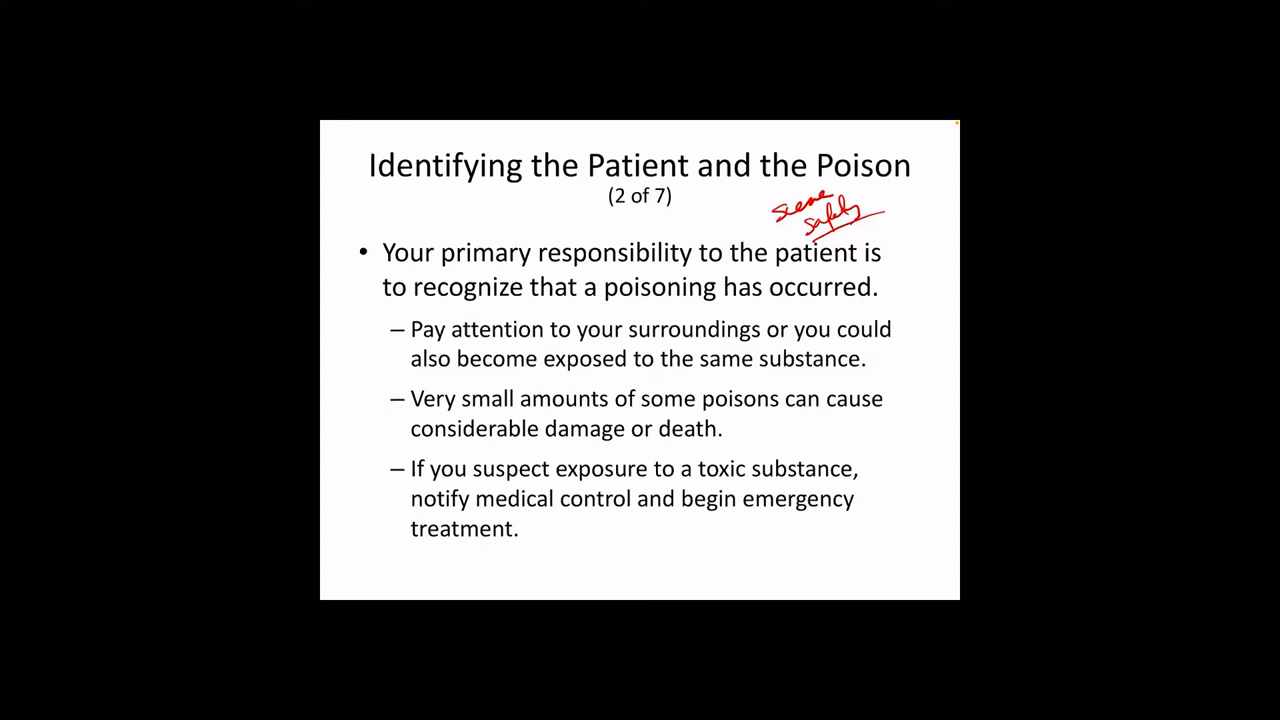 Identifying the Patient and the Poison
(2 of 7)
scene
safety
• Your primary responsibility to the patient is
to recognize that a poisoning has occurred.
– Pay attention to your surroundings or you could
also become exposed to the same substance.
– Very small amounts of some poisons can cause
considerable damage or death.
– If you suspect exposure to a toxic substance,
notify medical control and begin emergency
treatment.